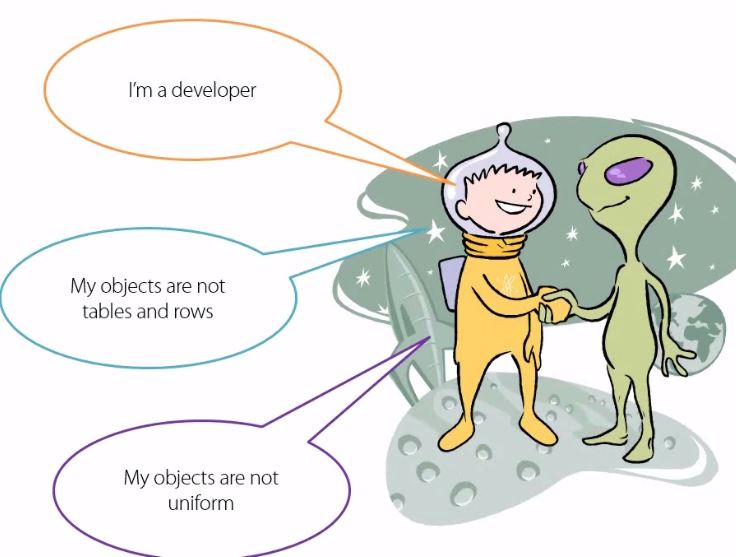 I'm a developer
My objects are not
tables and rows
My objects are not
uniform